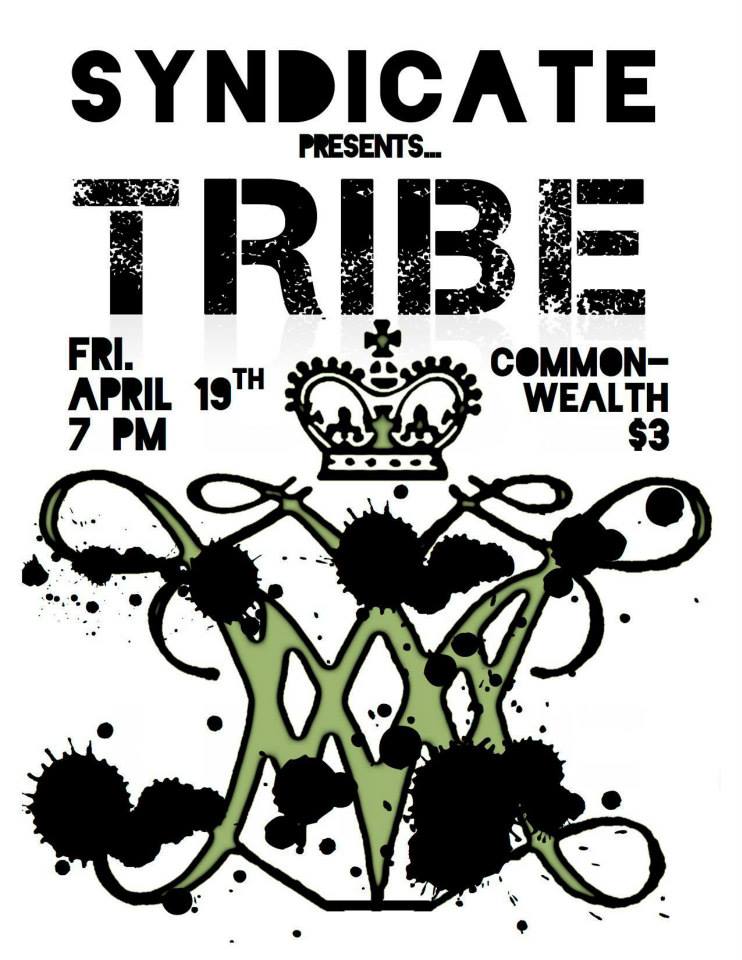 SYNDICATE
PRESENTS...
TRIBE
FRI.
APRIL 19TH
7 PM
COMMON-
WEALTH
$3